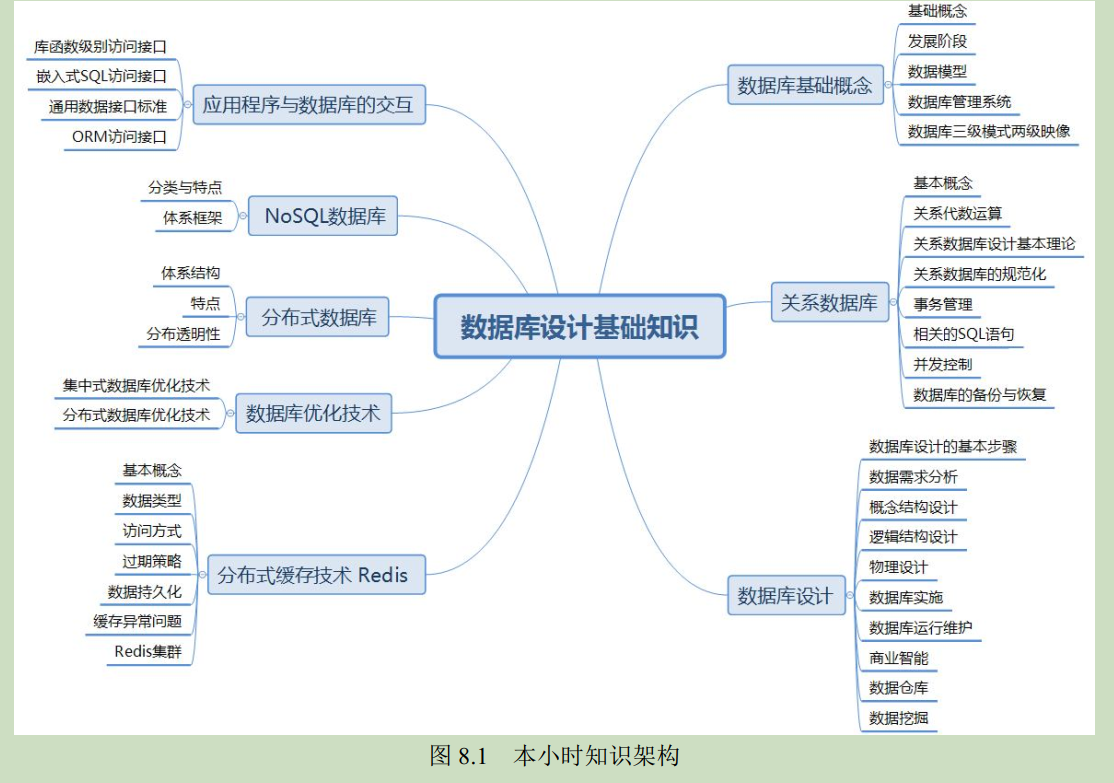 数据库设计基础知识
数据库基础概念
基础概念
发展阶段
数据模型
数据库管理系统
数据库三级模式两级映像
关系数据库
基本概念
关系代数运算
关系数据库设计基本理论
关系数据库的规范化
事务管理
相关的SQL语句
并发控制
数据库的备份与恢复
数据库设计
数据库设计的基本步骤
数据需求分析
概念结构设计
逻辑结构设计
物理设计
数据库实施
数据库运行维护
商业智能
数据仓库
数据挖掘
应用程序与数据库的交互
库函数级别访问接口
嵌入式SQL访问接口
通用数据接口标准
ORM访问接口
NoSQL数据库
分类与特点
体系框架
分布式数据库
体系结构
特点
分布透明性
数据库优化技术
集中式数据库优化技术
分布式数据库优化技术
分布式缓存技术 Redis
基本概念
数据类型
访问方式
过期策略
数据持久化
缓存异常问题
Redis集群
图 8.1 本小时知识架构